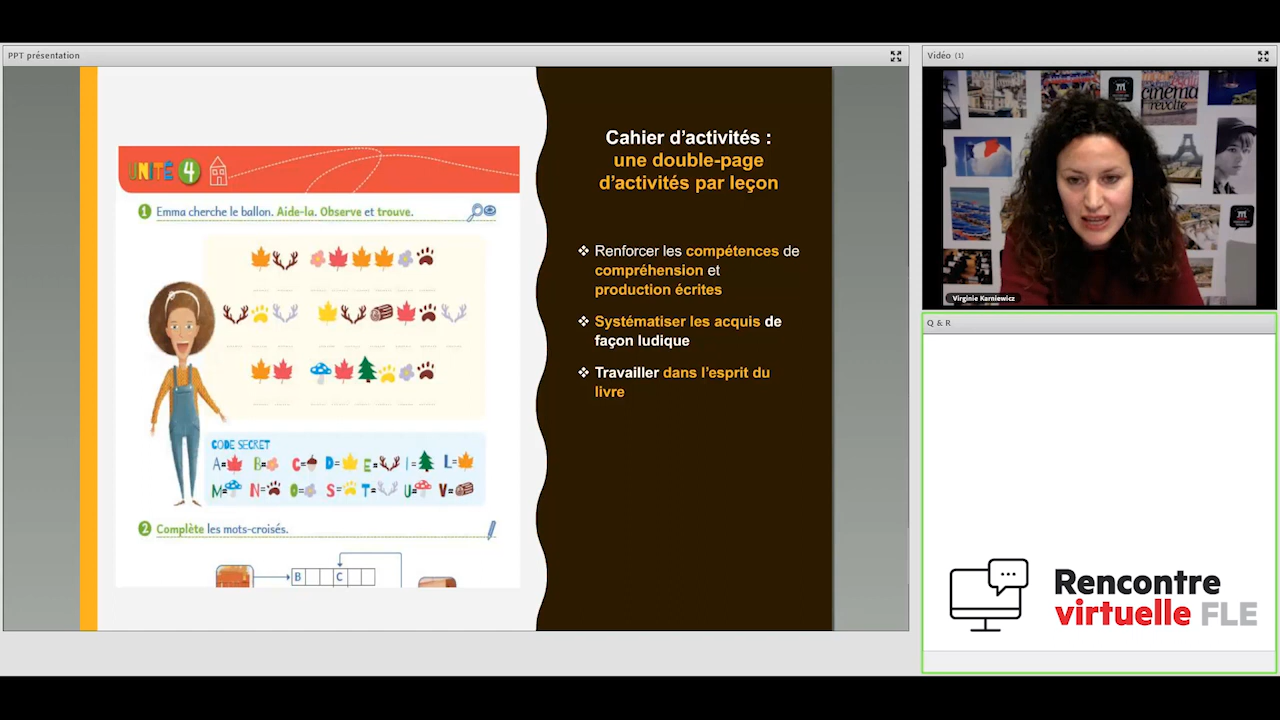 PPT présentation
UNITÉ 4
1 Emma cherche le ballon. Aide-la. Observe et trouve.
CODE SECRET
A= B= C= D= E= I= L=
M= N= O= S= T= U= V=
2 Complète les mots-croisés.
B C
Cahier d'activités :
une double-page
d'activités par leçon
❖ Renforcer les compétences de
compréhension et
production écrites
❖ Systématiser les acquis de
façon ludique
❖ Travailler dans l'esprit du
livre
Vidéo (1)
cinéma
révolte
Virginie Karniewicz
Q & R
Rencontre
virtuelle FLE